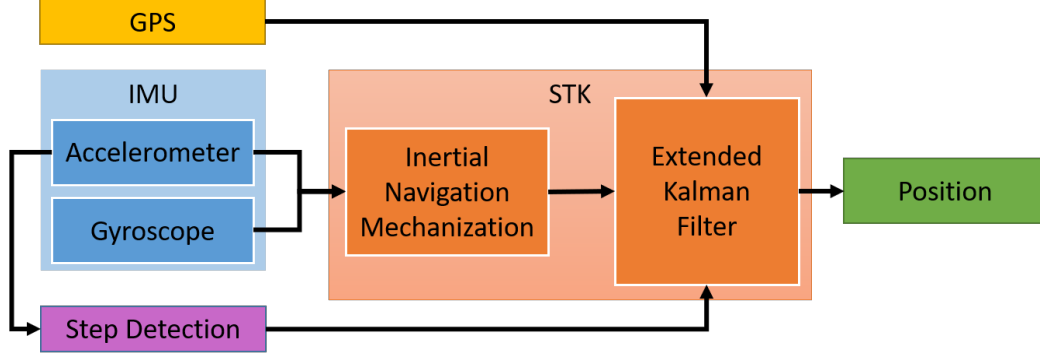 GPS
IMU
Accelerometer
Gyroscope
Step Detection
STK
Inertial
Navigation
Mechanization
Extended
Kalman
Filter
Position